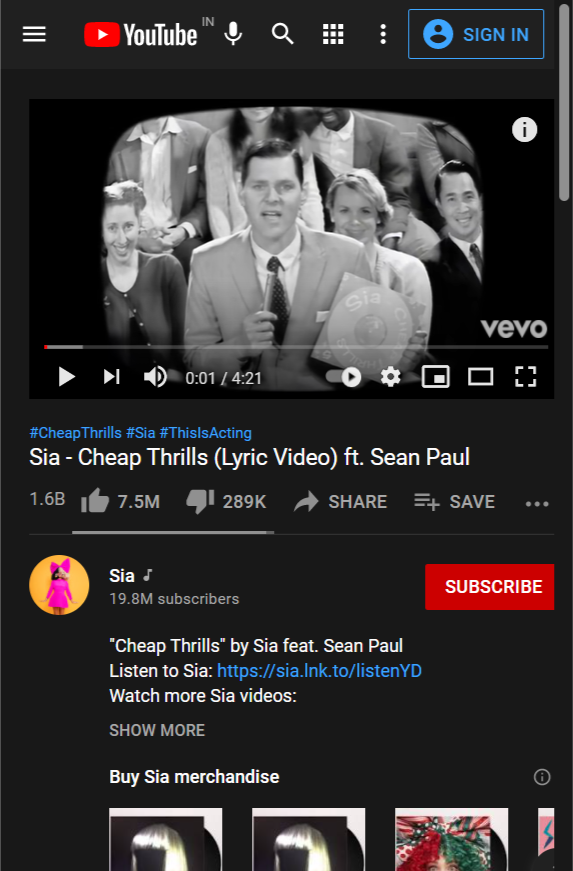 YouTube IN
SIGN IN
i
Sia
vevo
0:01 / 4:21
#CheapThrills #Sia #ThisIsActing
Sia - Cheap Thrills (Lyric Video) ft. Sean Paul
1.6B 7.5M 289K SHARE SAVE
Sia
19.8M subscribers
SUBSCRIBE
"Cheap Thrills" by Sia feat. Sean Paul
Listen to Sia: https://sia.lnk.to/listenYD
Watch more Sia videos:
SHOW MORE
Buy Sia merchandise